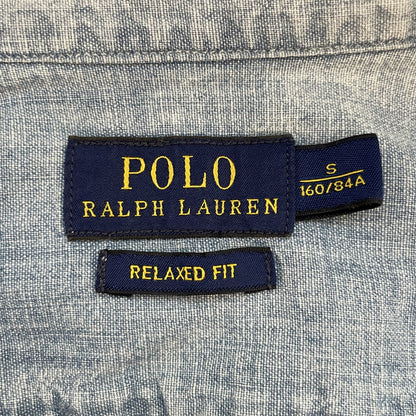 POLO
RALPH LAUREN
S
160/84A
RELAXED FIT